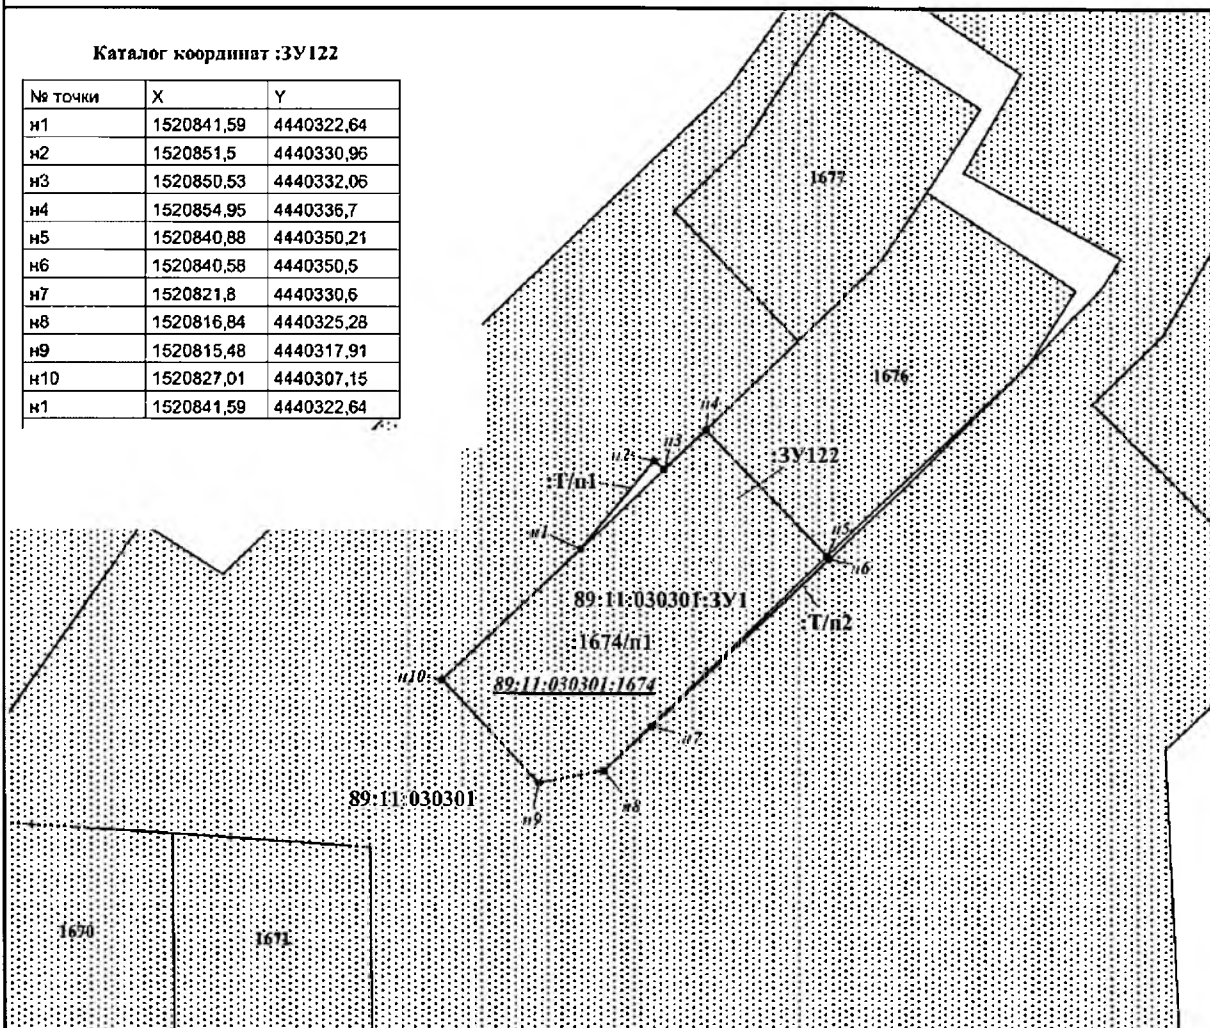 Каталог координат :ЗУ122
№ точки X Y
н1 1520841,59 4440322,64
н2 1520851,5 4440330,96
н3 1520850,53 4440332,06
н4 1520854,95 4440336,7
н5 1520840,88 4440350,21
н6 1520840,58 4440350,5
н7 1520821,8 4440330,6
н8 1520816,84 4440325,28
н9 1520815,48 4440317,91
н10 1520827,01 4440307,15
н1 1520841,59 4440322,64
1677
1676
н4
н3
н2
:ЗУ122
:Т/п1
н1
н5
н6
89:11:030301:ЗУ1
:Т/п2
:1674/п1
н10
89:11:030301:1674
н7
н8
89:11:030301
н9
1670
1671